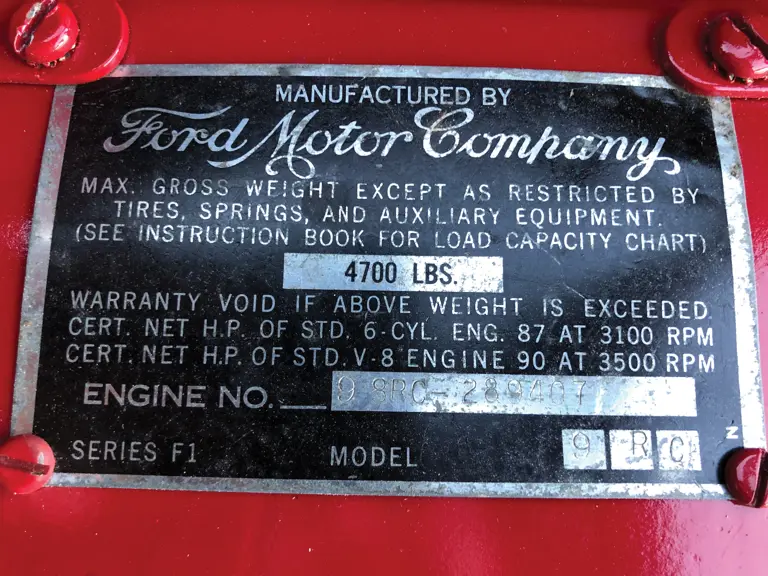 MANUFACTURED BY
Ford Motor Company
MAX. GROSS WEIGHT EXCEPT AS RESTRICTED BY
TIRES, SPRINGS, AND AUXILIARY EQUIPMENT.
(SEE INSTRUCTION BOOK FOR LOAD CAPACITY CHART)
4700 LBS.
WARRANTY VOID IF ABOVE WEIGHT IS EXCEEDED.
CERT. NET H.P. OF STD. 6-CYL. ENG. 87 AT 3100 RPM
CERT. NET H.P. OF STD. V-8 ENGINE 90 AT 3500 RPM
ENGINE NO. 98RC-289407
SERIES F1 MODEL 9 R C N